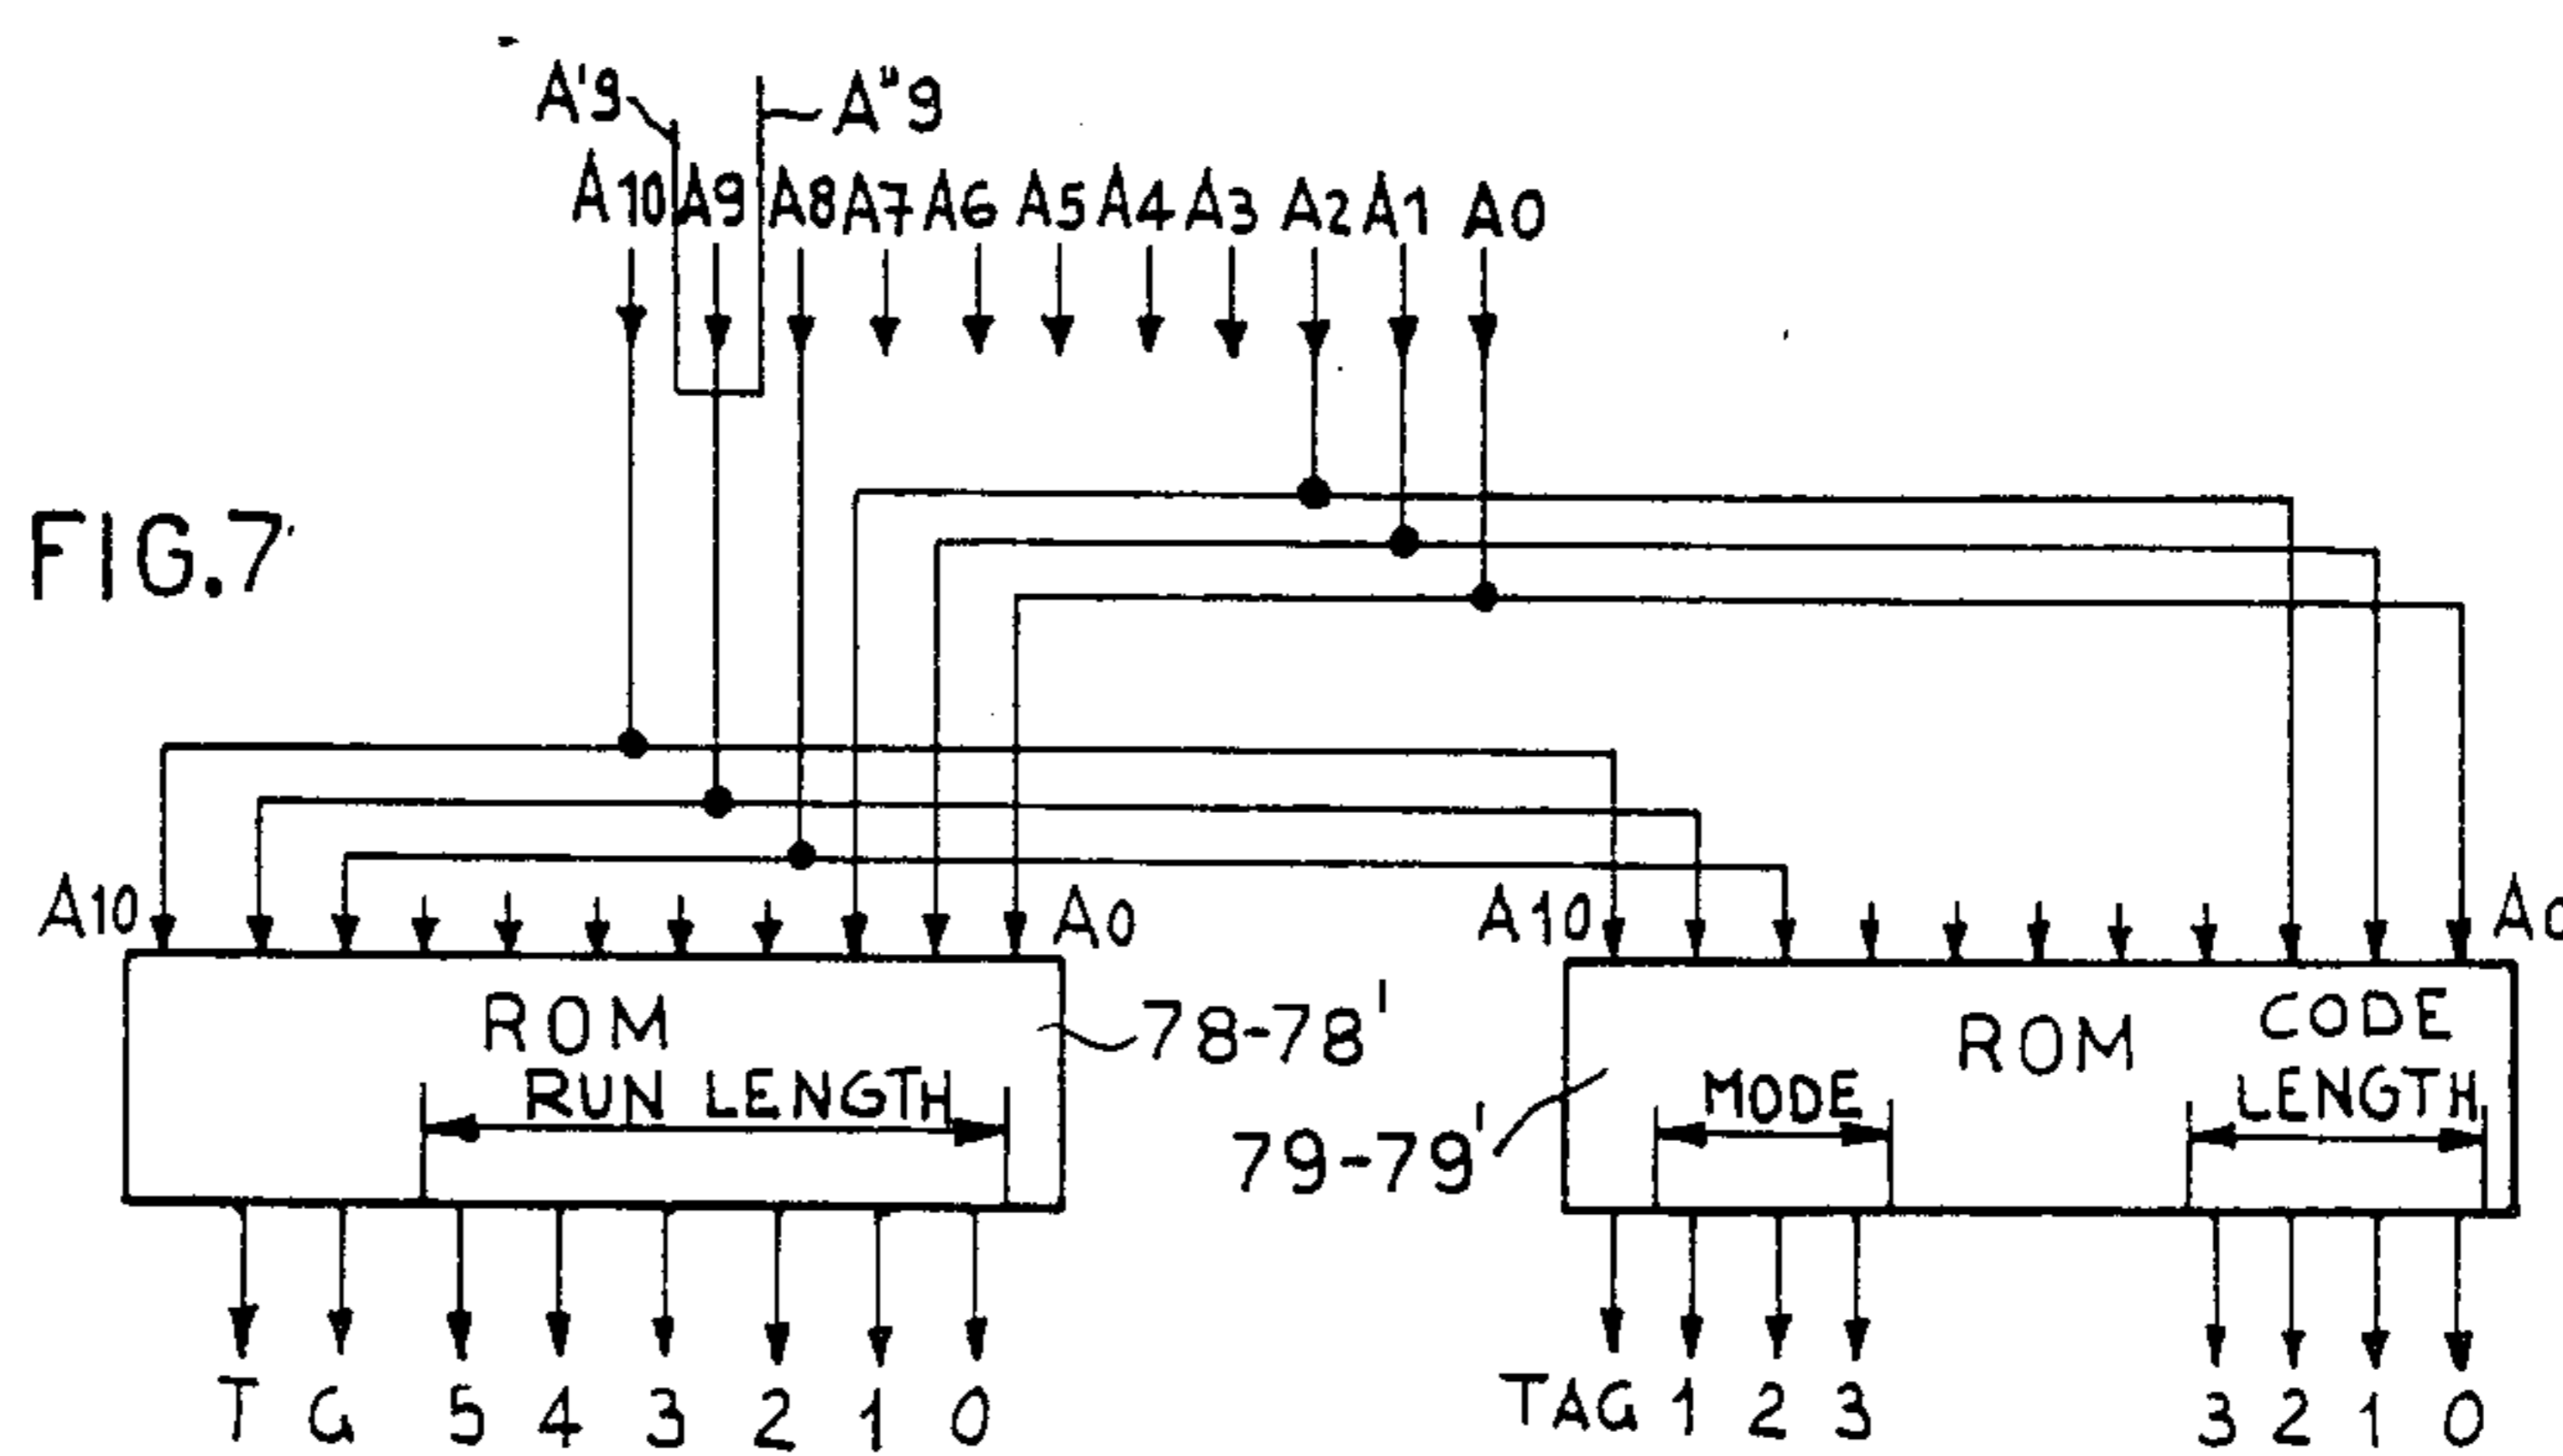 A'9 A"9
A10 A9 A8 A7 A6 A5 A4 A3 A2 A1 A0
FIG.7
A10 A0 A10 A0
ROM
RUN LENGTH
78-78'
79-79'
MODE
ROM
CODE
LENGTH
T G 5 4 3 2 1 0 TAG 1 2 3 3 2 1 0